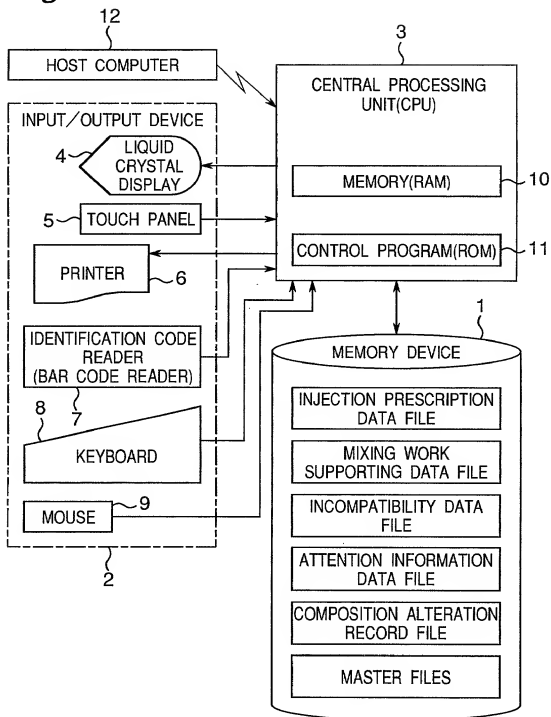 12
HOST COMPUTER
3
CENTRAL PROCESSING
UNIT(CPU)
MEMORY(RAM)
10
CONTROL PROGRAM(ROM)
11
INPUT/OUTPUT DEVICE
4
LIQUID
CRYSTAL
DISPLAY
5
TOUCH PANEL
PRINTER
6
IDENTIFICATION CODE
READER
(BAR CODE READER)
7
8
KEYBOARD
MOUSE
9
2
1
MEMORY DEVICE
INJECTION PRESCRIPTION
DATA FILE
MIXING WORK
SUPPORTING DATA FILE
INCOMPATIBILITY DATA
FILE
ATTENTION INFORMATION
DATA FILE
COMPOSITION ALTERATION
RECORD FILE
MASTER FILES